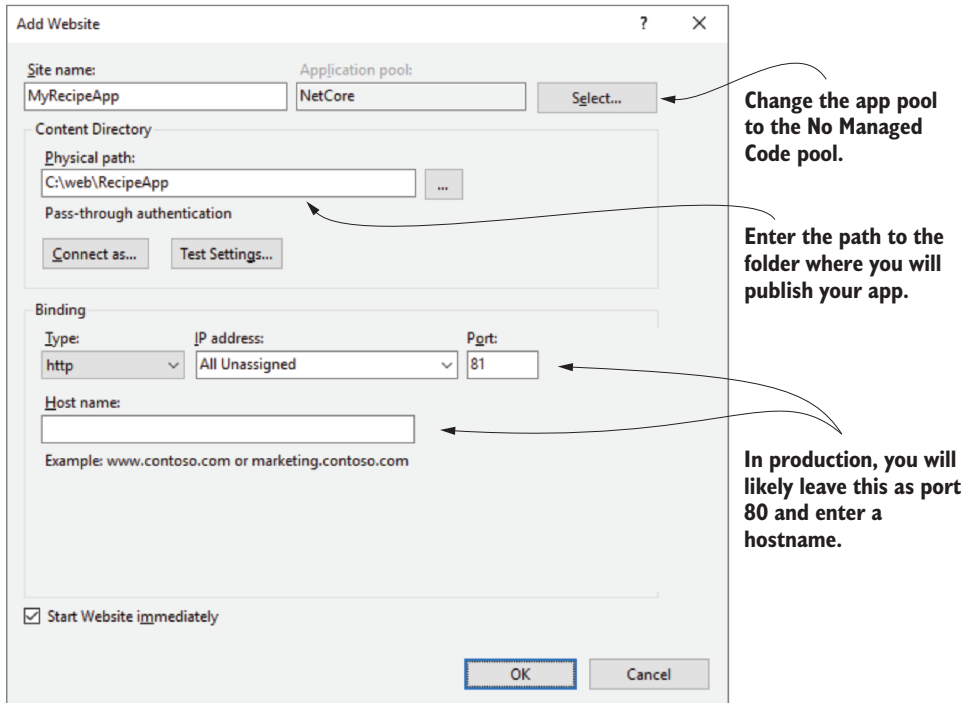 Add Website
? ×
Site name:
Application pool:
MyRecipeApp
NetCore
Select...
Change the app pool
to the No Managed
Code pool.
Content Directory
Physical path:
C:\web\RecipeApp
...
Pass-through authentication
Connect as...
Test Settings...
Enter the path to the
folder where you will
publish your app.
Binding
Type:
IP address:
Port:
http
All Unassigned
81
Host name:
Example: www.contoso.com or marketing.contoso.com
In production, you will
likely leave this as port
80 and enter a
hostname.
Start Website immediately
OK
Cancel